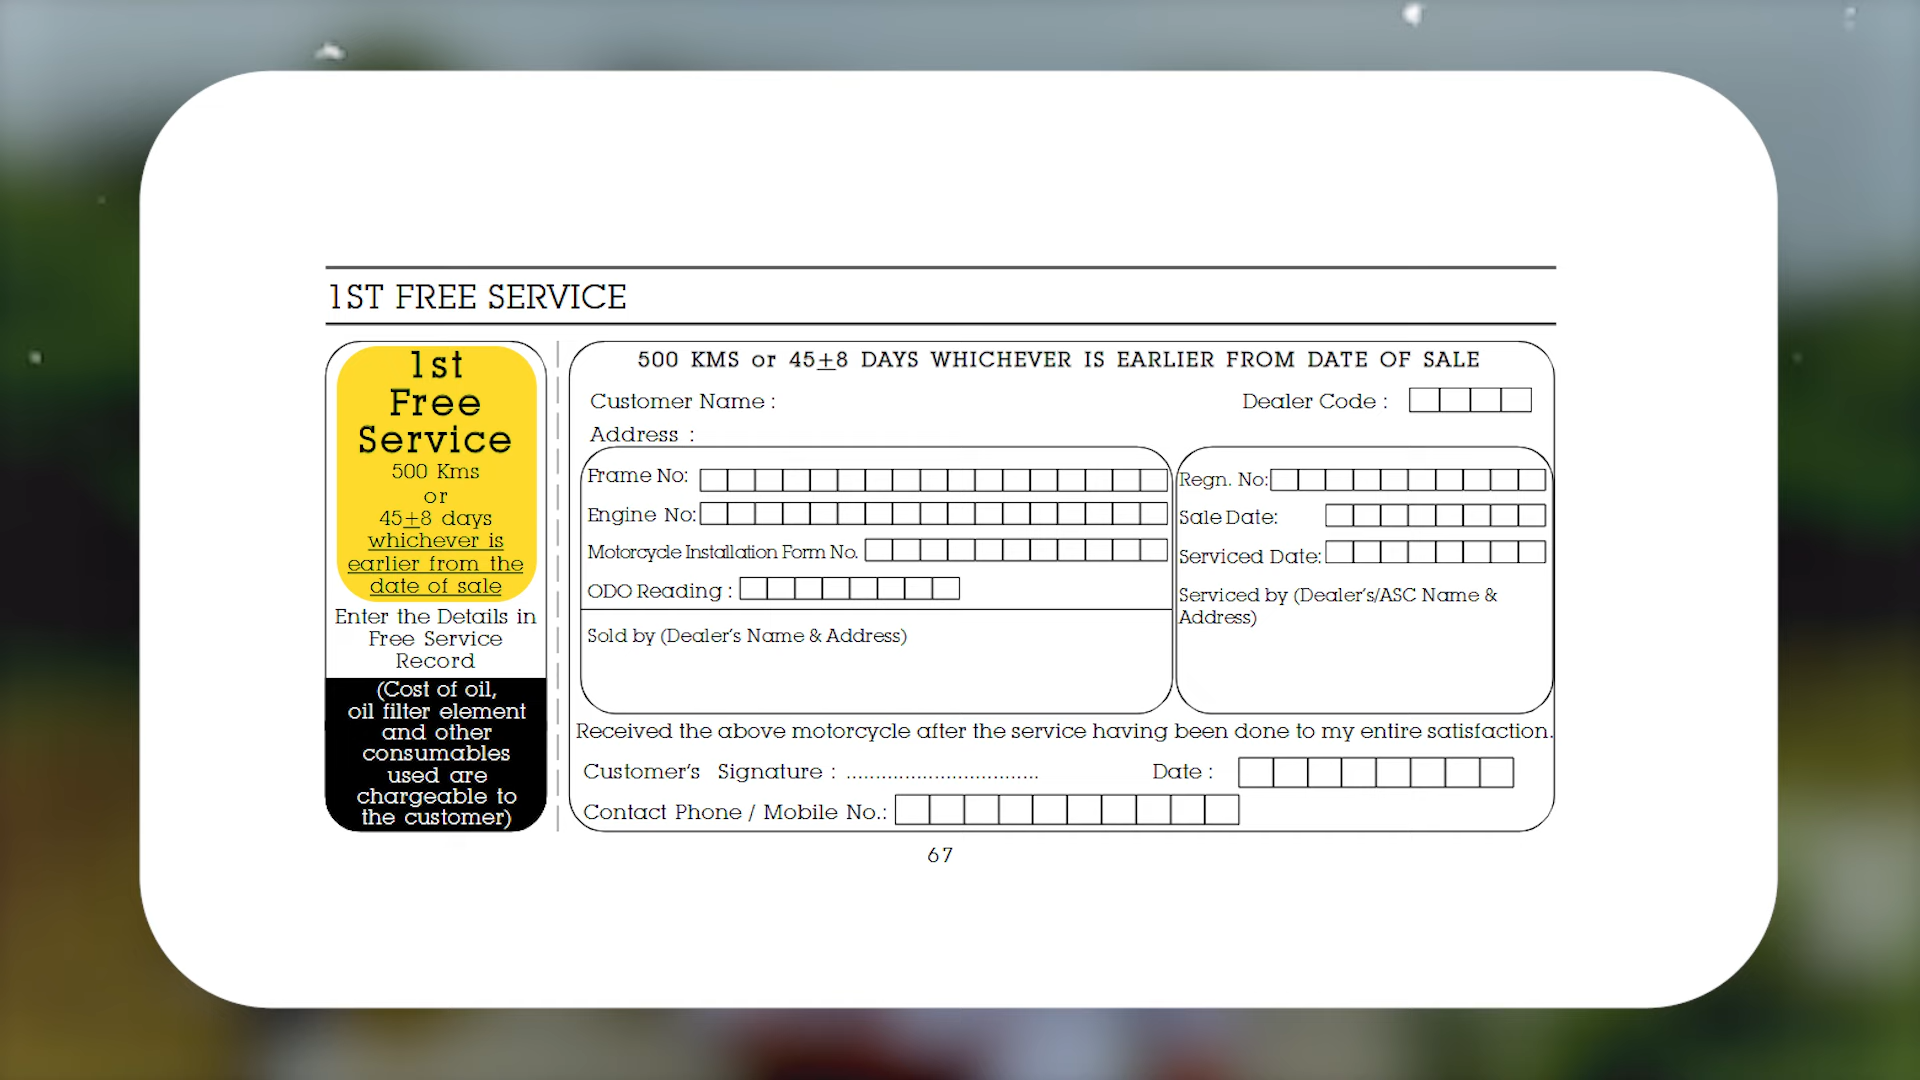 1ST FREE SERVICE
1st
Free
Service
500 Kms
or
45±8 days
whichever is
earlier from the
date of sale
Enter the Details in
Free Service
Record
(Cost of oil,
oil filter element
and other
consumables
used are
chargeable to
the customer)
500 KMS or 45±8 DAYS WHICHEVER IS EARLIER FROM DATE OF SALE
Customer Name :
Dealer Code :
Address :
Frame No:
Engine No:
Motorcycle Installation Form No.
ODO Reading :
Sold by (Dealer's Name & Address)
Regn. No:
Sale Date:
Serviced Date:
Serviced by (Dealer's/ASC Name &
Address)
Received the above motorcycle after the service having been done to my entire satisfaction.
Customer's Signature : .................................
Date :
Contact Phone / Mobile No.:
67